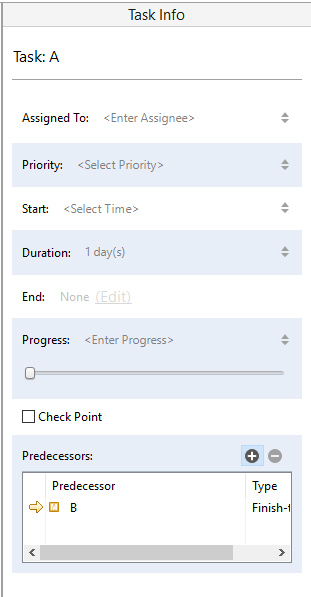 Task Info
Task: A
Assigned To: <Enter Assignee>
Priority: <Select Priority>
Start: <Select Time>
Duration: 1 day(s)
End: None (Edit)
Progress: <Enter Progress>
Check Point
Predecessors:
Predecessor Type
B Finish-t